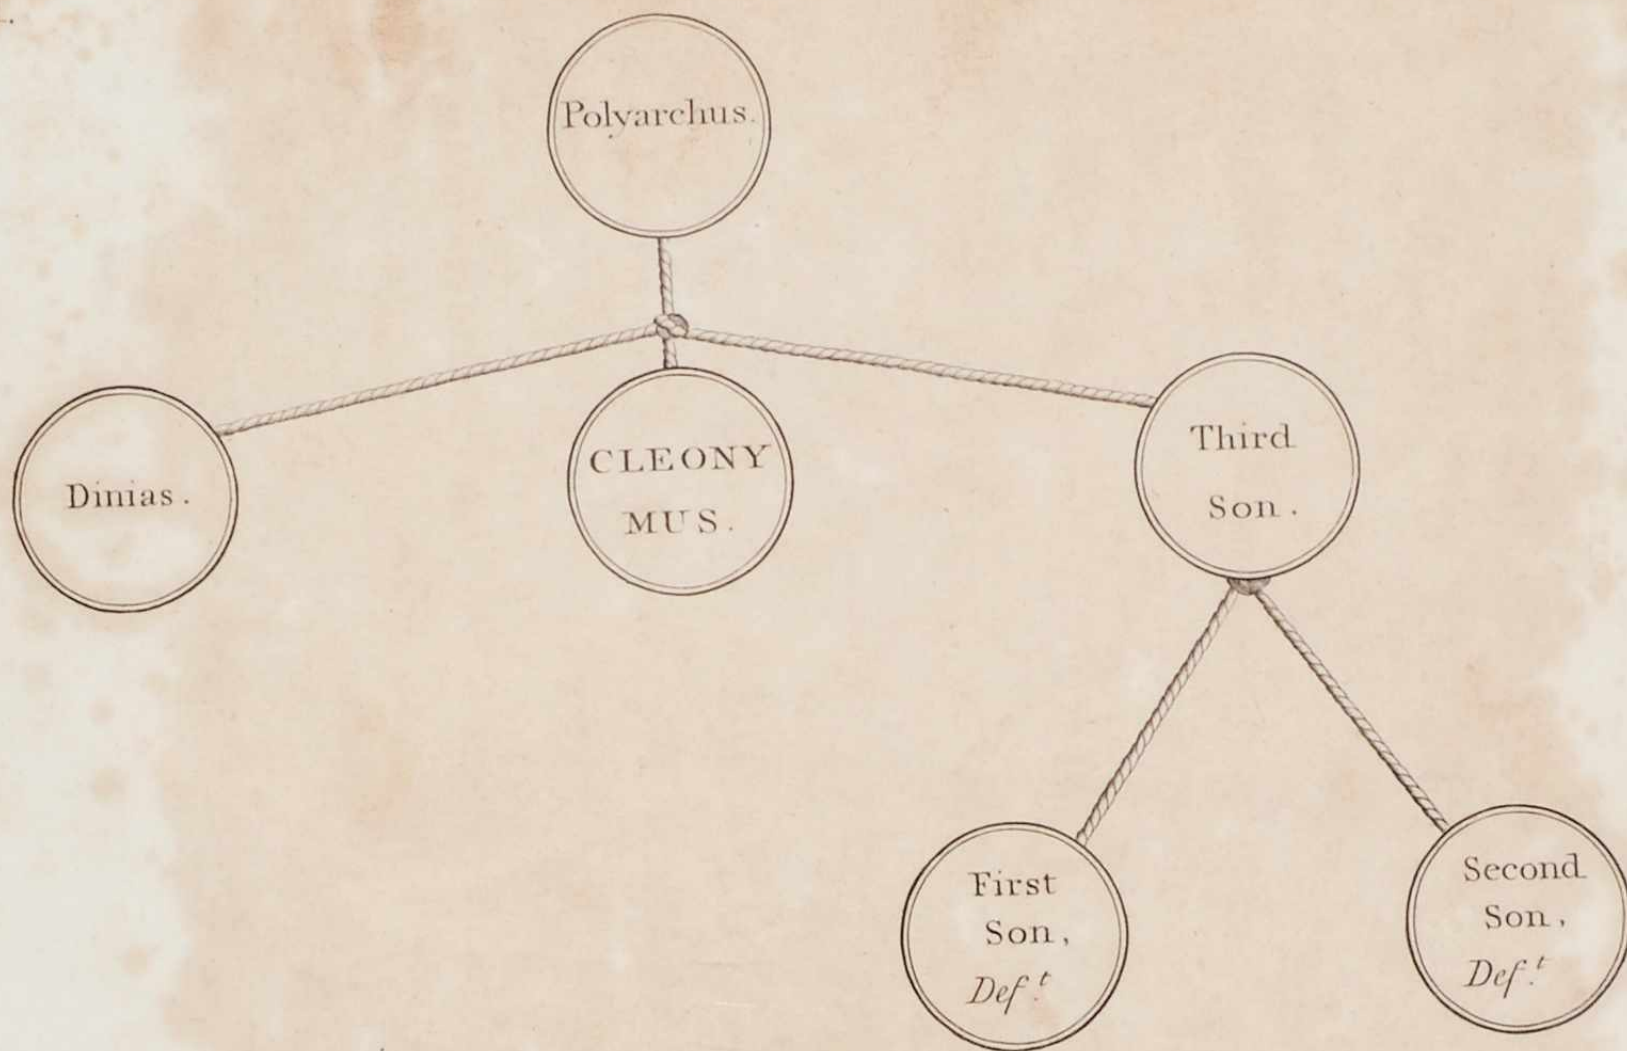 Polyarchus.
Dinias.
CLEONY
MUS.
Third
Son.
First
Son,
Def.t
Second
Son,
Def.t